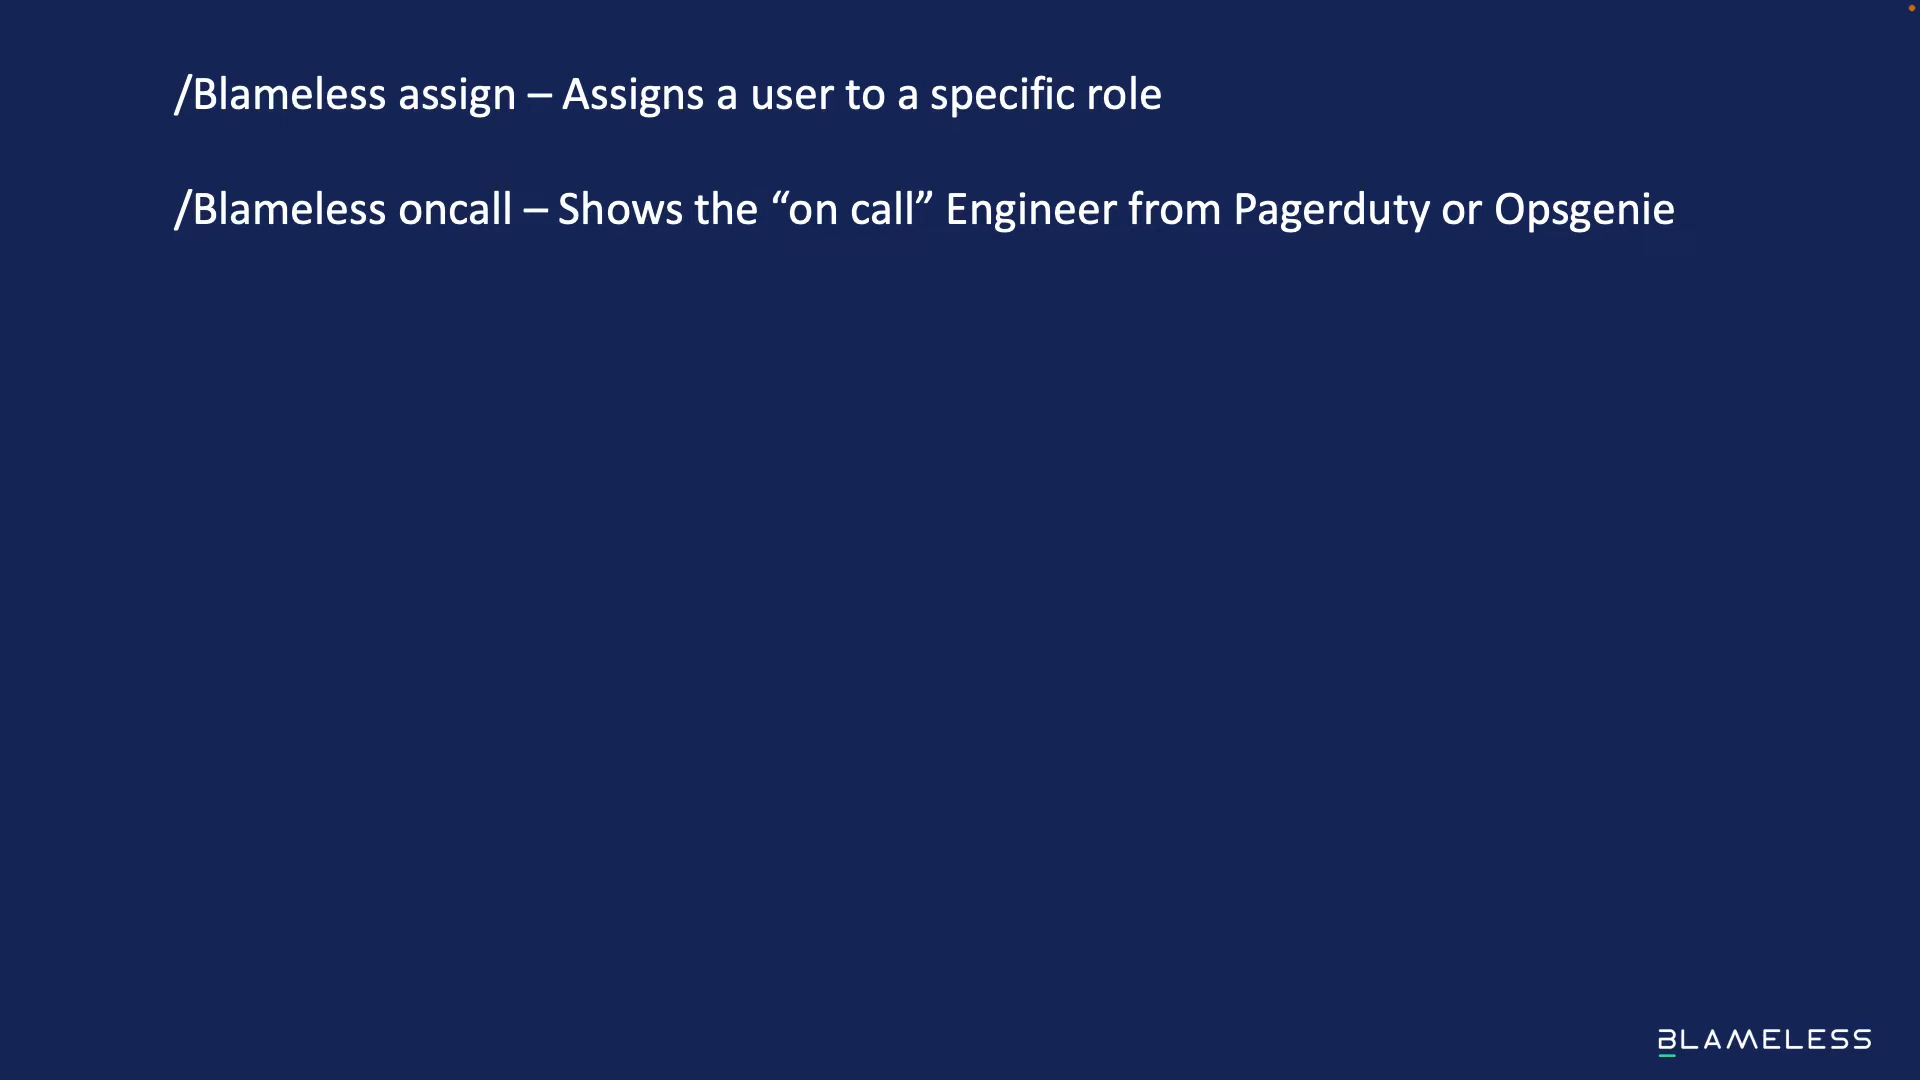 /Blameless assign – Assigns a user to a specific role
/Blameless oncall – Shows the “on call” Engineer from Pagerduty or Opsgenie
BLAMELESS